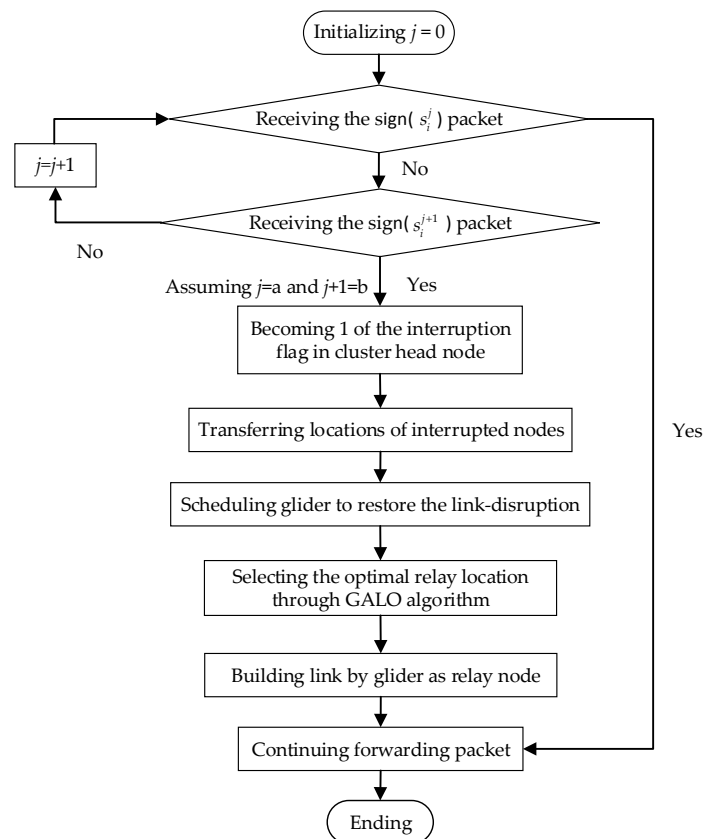 Initializing j = 0
Receiving the sign( s_i^j ) packet
j=j+1
No
Receiving the sign( s_i^{j+1} ) packet
No
Assuming j=a and j+1=b
Yes
Becoming 1 of the interruption
flag in cluster head node
Transferring locations of interrupted nodes
Yes
Scheduling glider to restore the link-disruption
Selecting the optimal relay location
through GALO algorithm
Building link by glider as relay node
Continuing forwarding packet
Ending